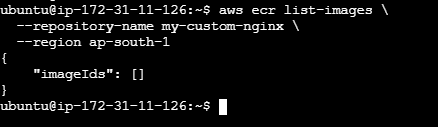 ubuntu@ip-172-31-11-126:~$ aws ecr list-images \
  --repository-name my-custom-nginx \
  --region ap-south-1
{
    "imageIds": []
}
ubuntu@ip-172-31-11-126:~$